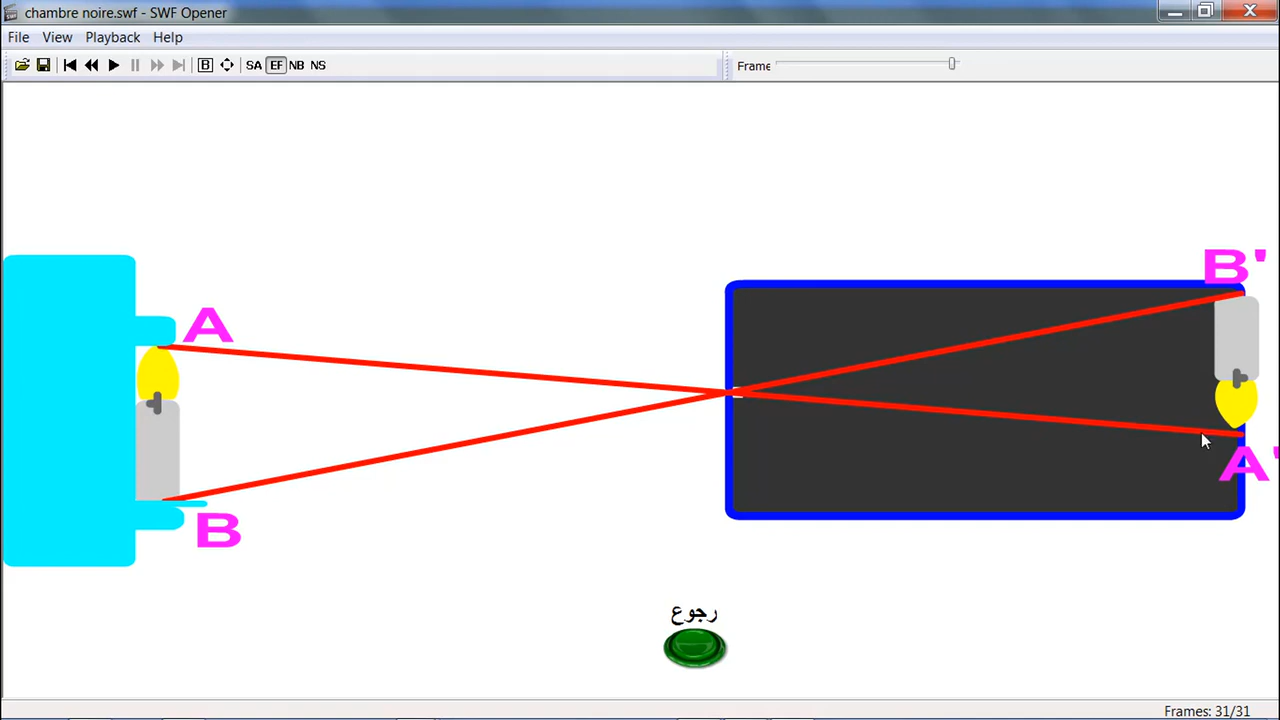 chambre noire.swf - SWF Opener
File View Playback Help
B SA EF NB NS Frame
B'
A
A'
B
رجوع
Frames: 31/31